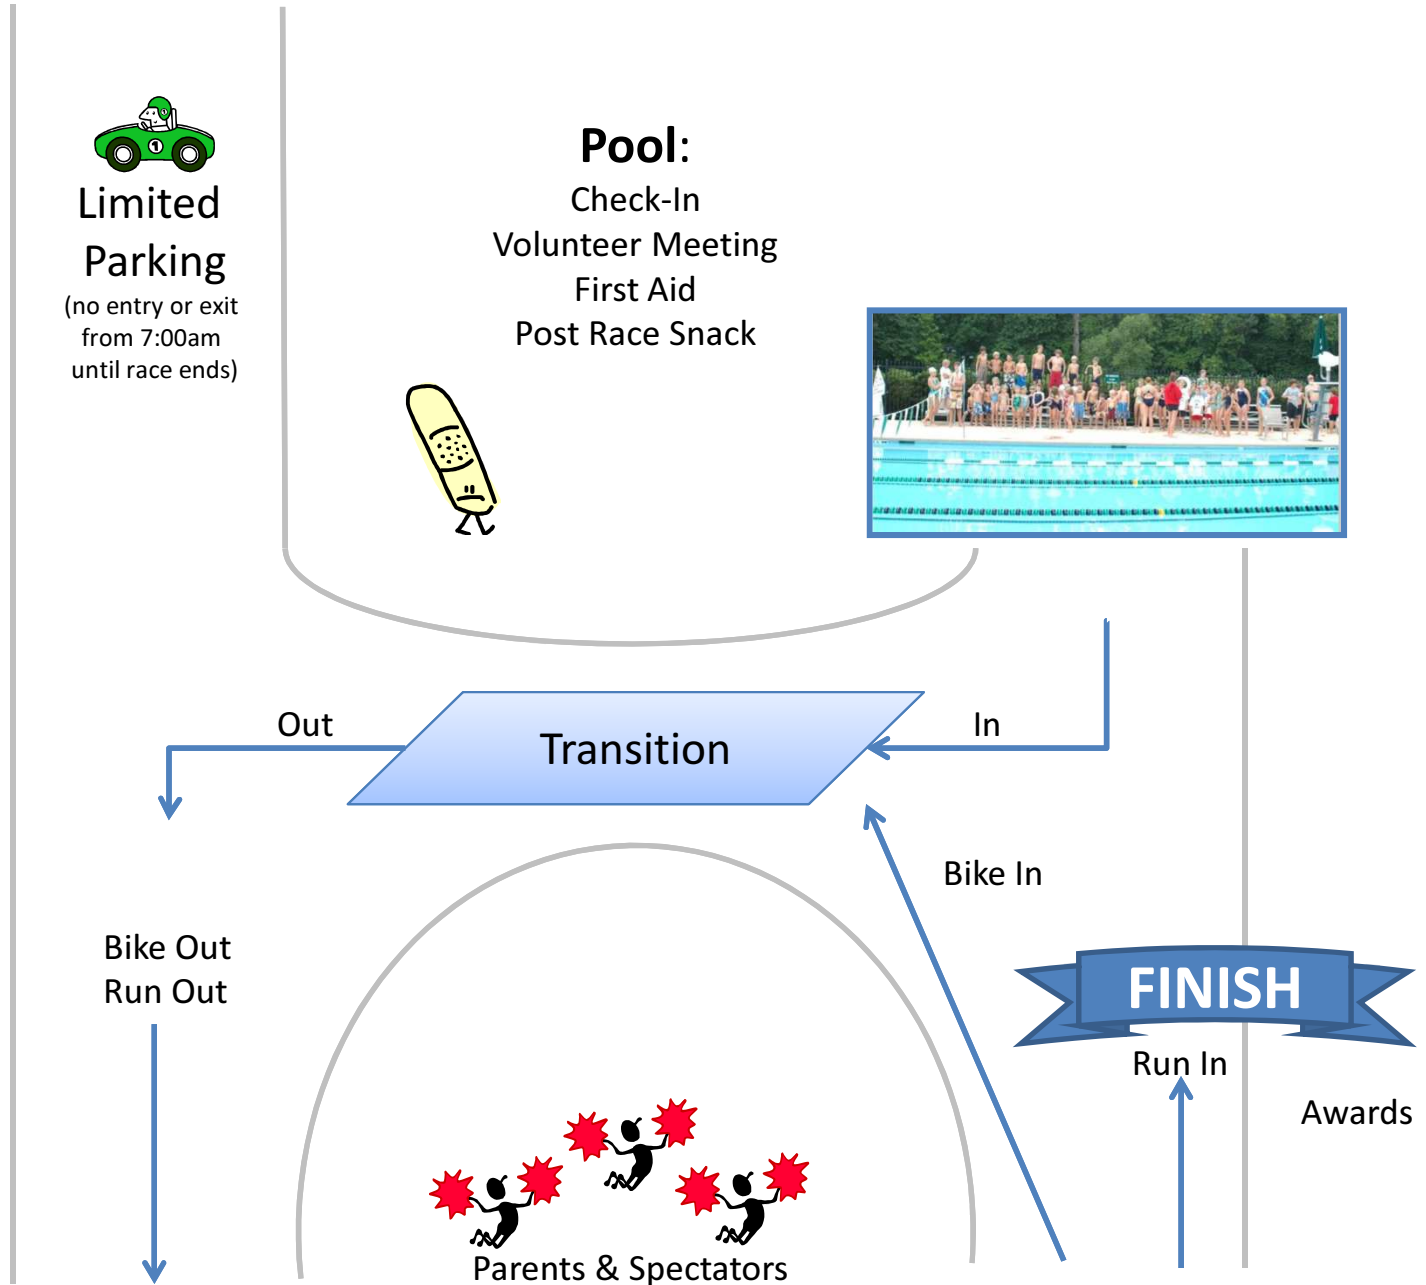 Limited
Parking
(no entry or exit
from 7:00am
until race ends)
1
Pool:
Check-In
Volunteer Meeting
First Aid
Post Race Snack
Out
Transition
In
Bike In
Bike Out
Run Out
FINISH
Run In
Awards
Parents & Spectators